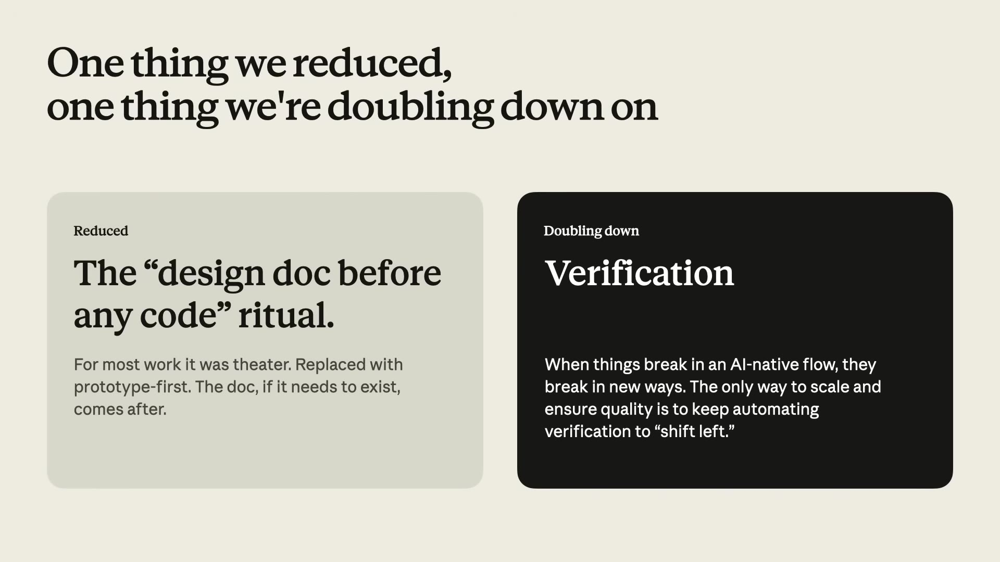 One thing we reduced,
one thing we're doubling down on
Reduced
The “design doc before
any code” ritual.
For most work it was theater. Replaced with
prototype-first. The doc, if it needs to exist,
comes after.
Doubling down
Verification
When things break in an AI-native flow, they
break in new ways. The only way to scale and
ensure quality is to keep automating
verification to “shift left.”